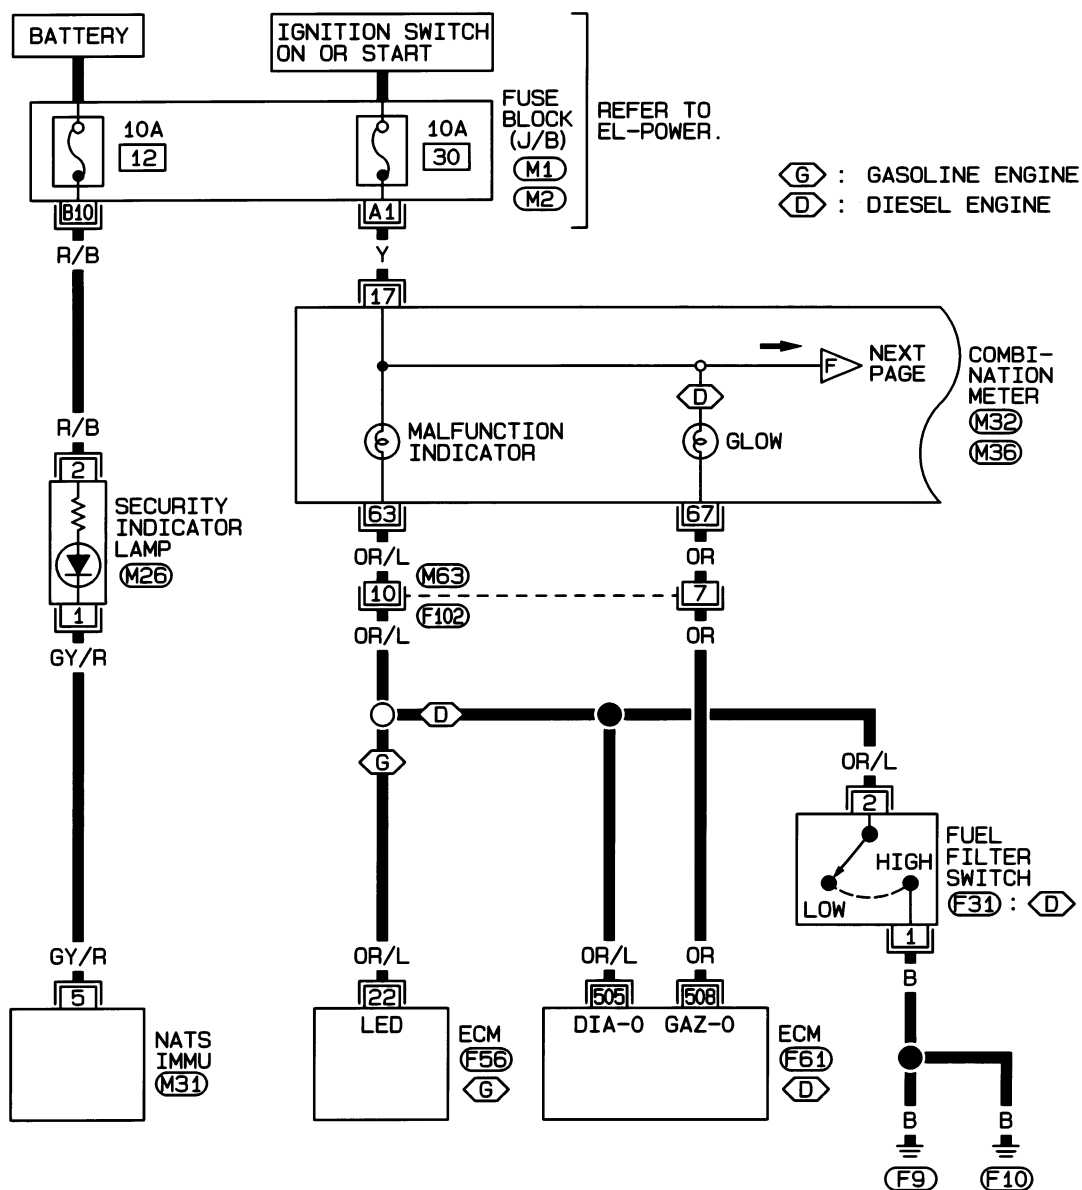 BATTERY
IGNITION SWITCH
ON OR START
10A
12
10A
30
FUSE
BLOCK
(J/B)
M1
M2
REFER TO
EL-POWER.
G : GASOLINE ENGINE
D : DIESEL ENGINE
B10
A1
R/B
Y
17
F
NEXT
PAGE
COMBI-
NATION
METER
M32
M36
D
MALFUNCTION
INDICATOR
GLOW
R/B
2
SECURITY
INDICATOR
LAMP
M26
1
GY/R
63
67
OR/L
OR
M63
10
7
F102
OR/L
OR
D
G
OR/L
2
HIGH
LOW
FUEL
FILTER
SWITCH
F31 : D
1
B
GY/R
OR/L
OR/L
OR
5
22
505
508
LED
DIA-O
GAZ-O
NATS
IMMU
M31
ECM
F56
G
ECM
F61
D
B
B
F9
F10